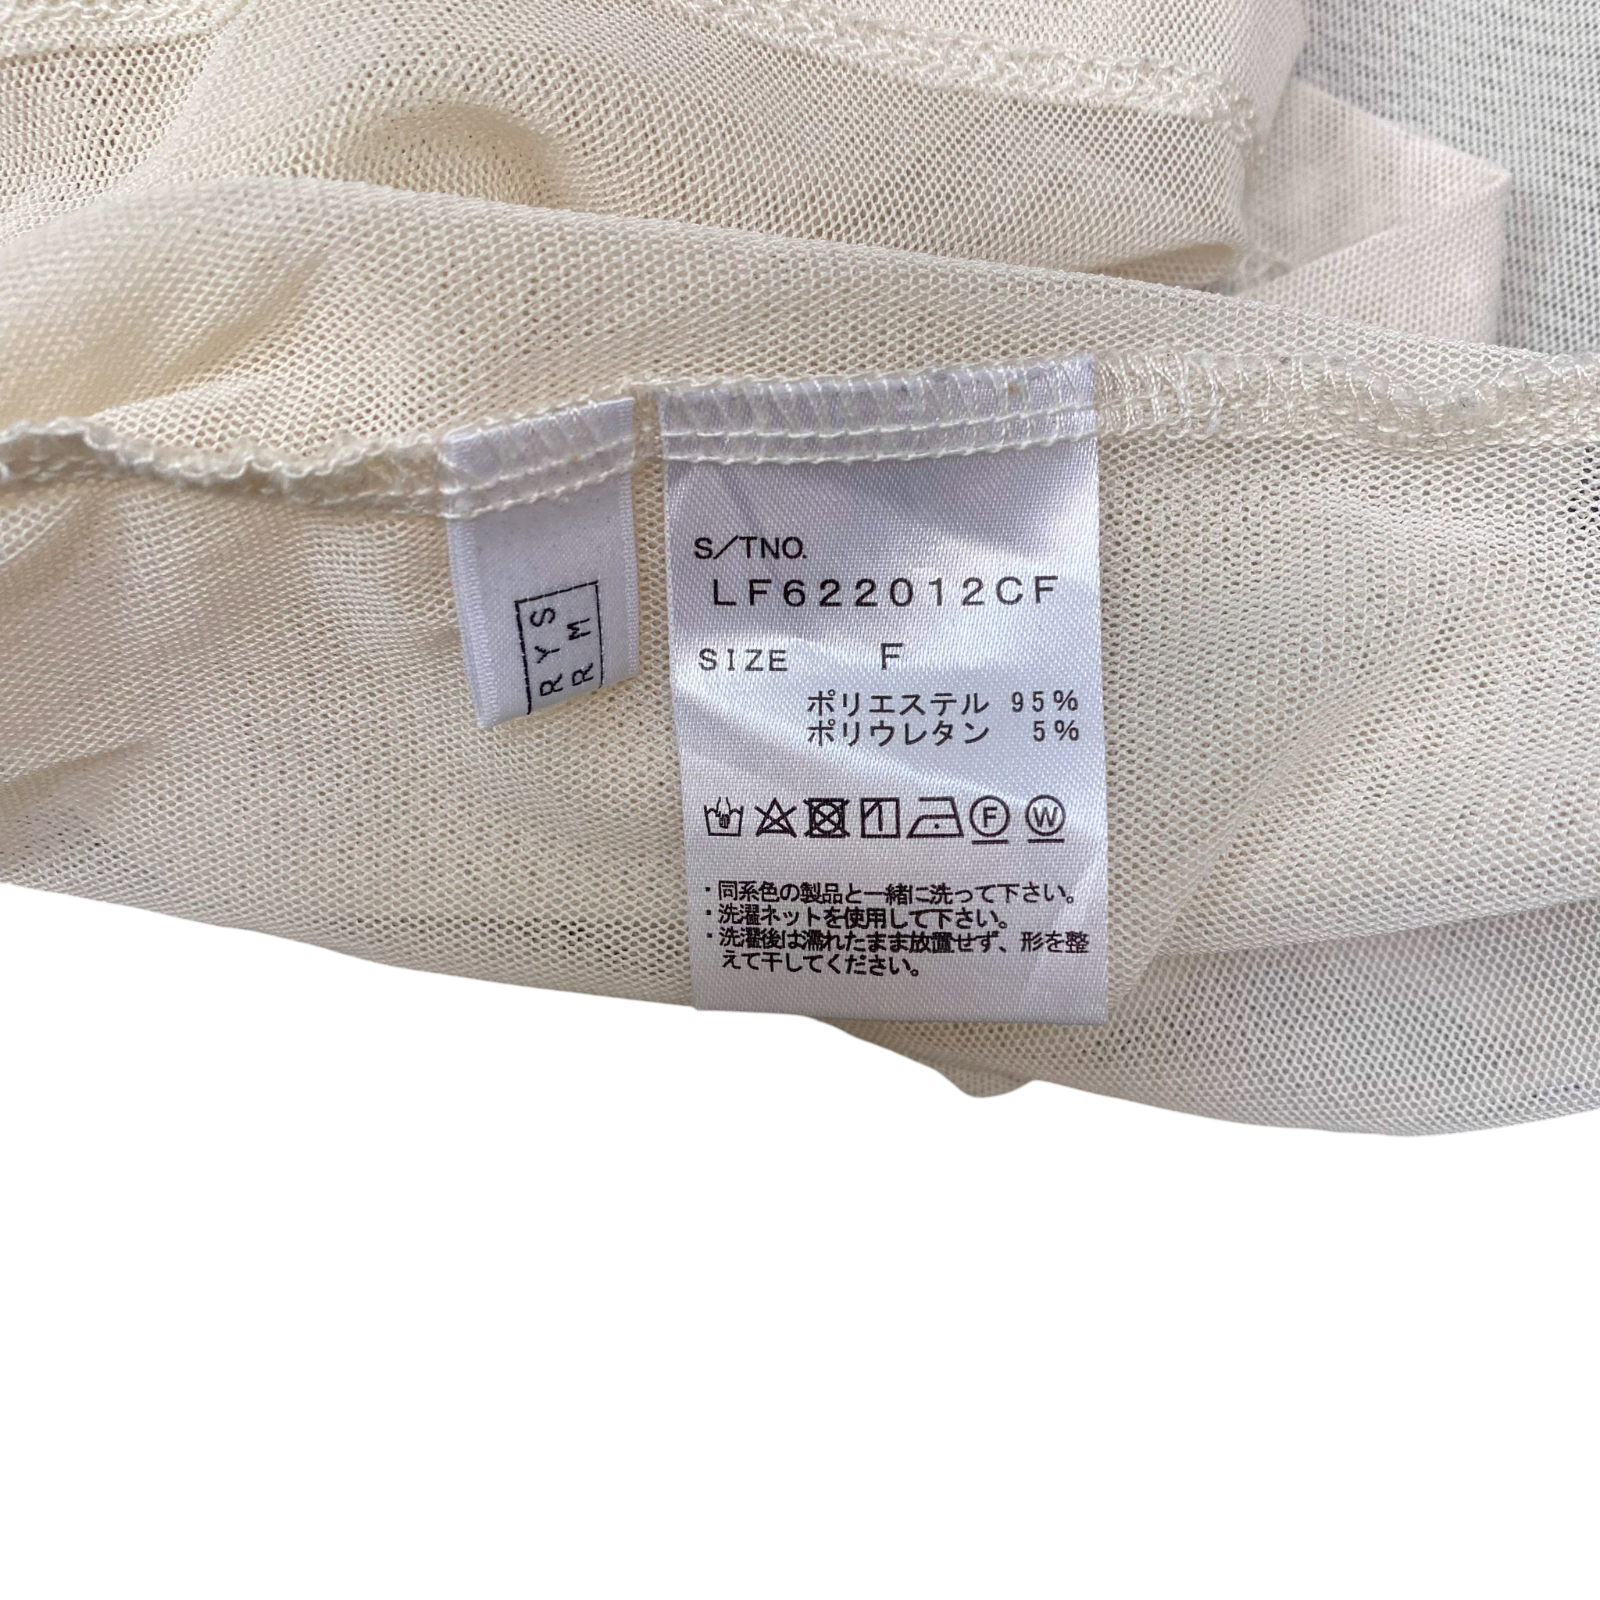 RYS
RM
S/TNO.
LF622012CF
SIZE F
ポリエステル 95%
ポリウレタン 5%
F W
・同系色の製品と一緒に洗って下さい。
・洗濯ネットを使用して下さい。
・洗濯後は濡れたまま放置せず、形を整
えて干してください。